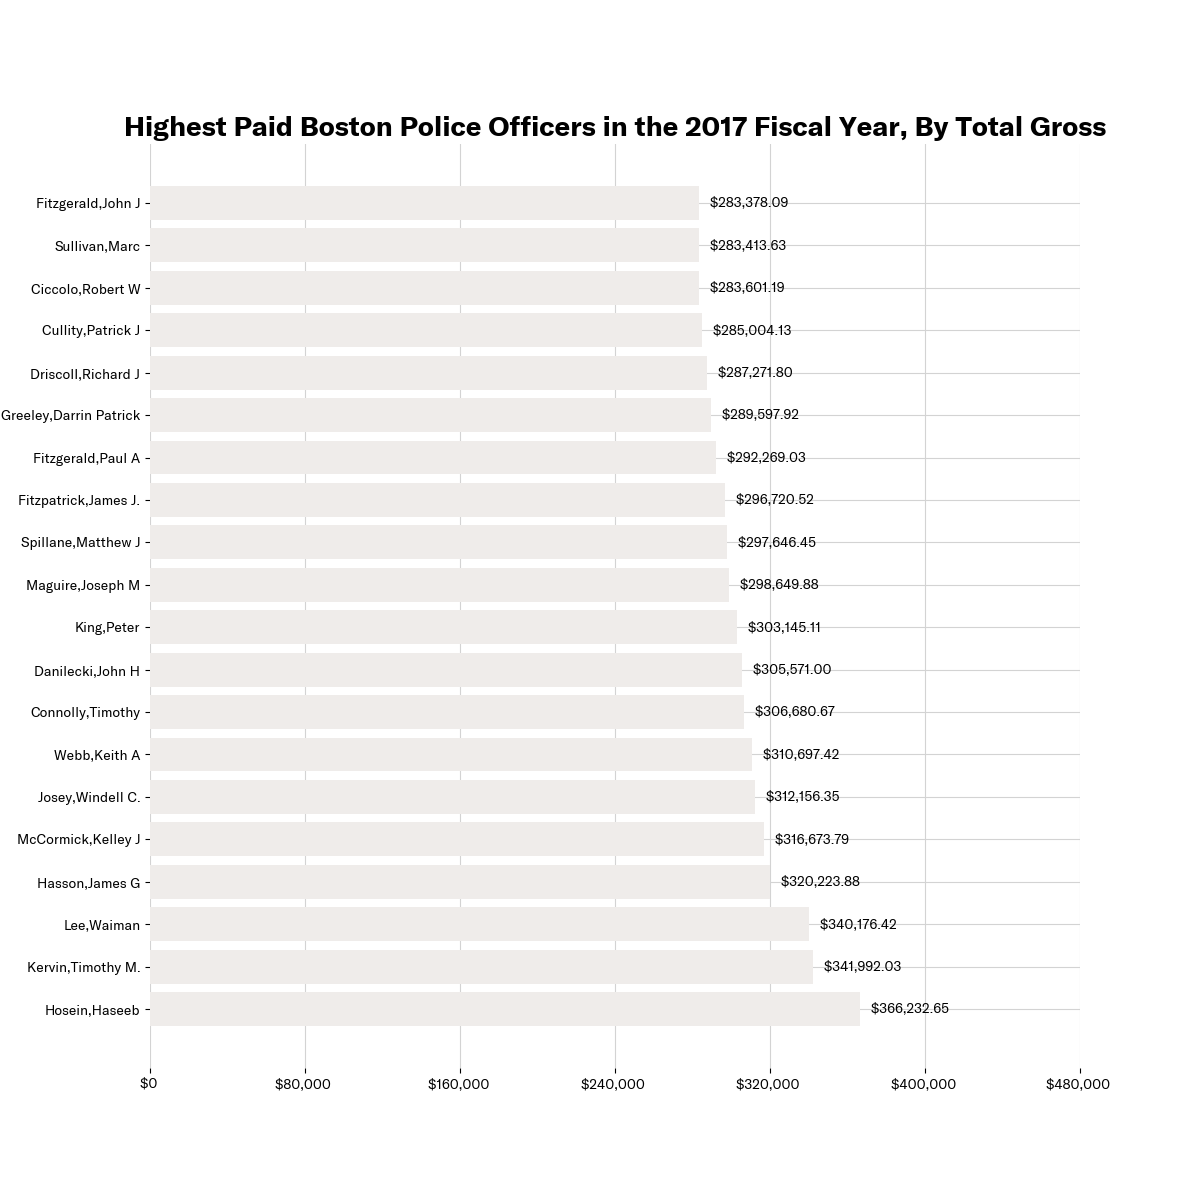 Highest Paid Boston Police Officers in the 2017 Fiscal Year, By Total Gross
Fitzgerald,John J $283,378.09
Sullivan,Marc $283,413.63
Ciccolo,Robert W $283,601.19
Cullity,Patrick J $285,004.13
Driscoll,Richard J $287,271.80
Greeley,Darrin Patrick $289,597.92
Fitzgerald,Paul A $292,269.03
Fitzpatrick,James J. $296,720.52
Spillane,Matthew J $297,646.45
Maguire,Joseph M $298,649.88
King,Peter $303,145.11
Danilecki,John H $305,571.00
Connolly,Timothy $306,680.67
Webb,Keith A $310,697.42
Josey,Windell C. $312,156.35
McCormick,Kelley J $316,673.79
Hasson,James G $320,223.88
Lee,Waiman $340,176.42
Kervin,Timothy M. $341,992.03
Hosein,Haseeb $366,232.65
$0 $80,000 $160,000 $240,000 $320,000 $400,000 $480,000